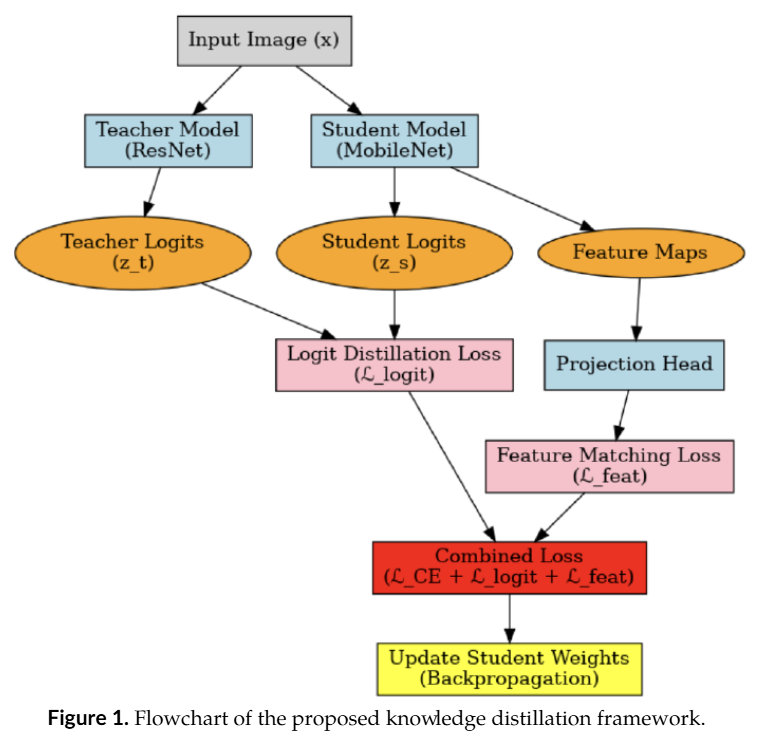 Input Image (x)
Teacher Model
(ResNet)
Student Model
(MobileNet)
Teacher Logits
(z_t)
Student Logits
(z_s)
Feature Maps
Logit Distillation Loss
(ℒ_logit)
Projection Head
Feature Matching Loss
(ℒ_feat)
Combined Loss
(ℒ_CE + ℒ_logit + ℒ_feat)
Update Student Weights
(Backpropagation)
Figure 1. Flowchart of the proposed knowledge distillation framework.